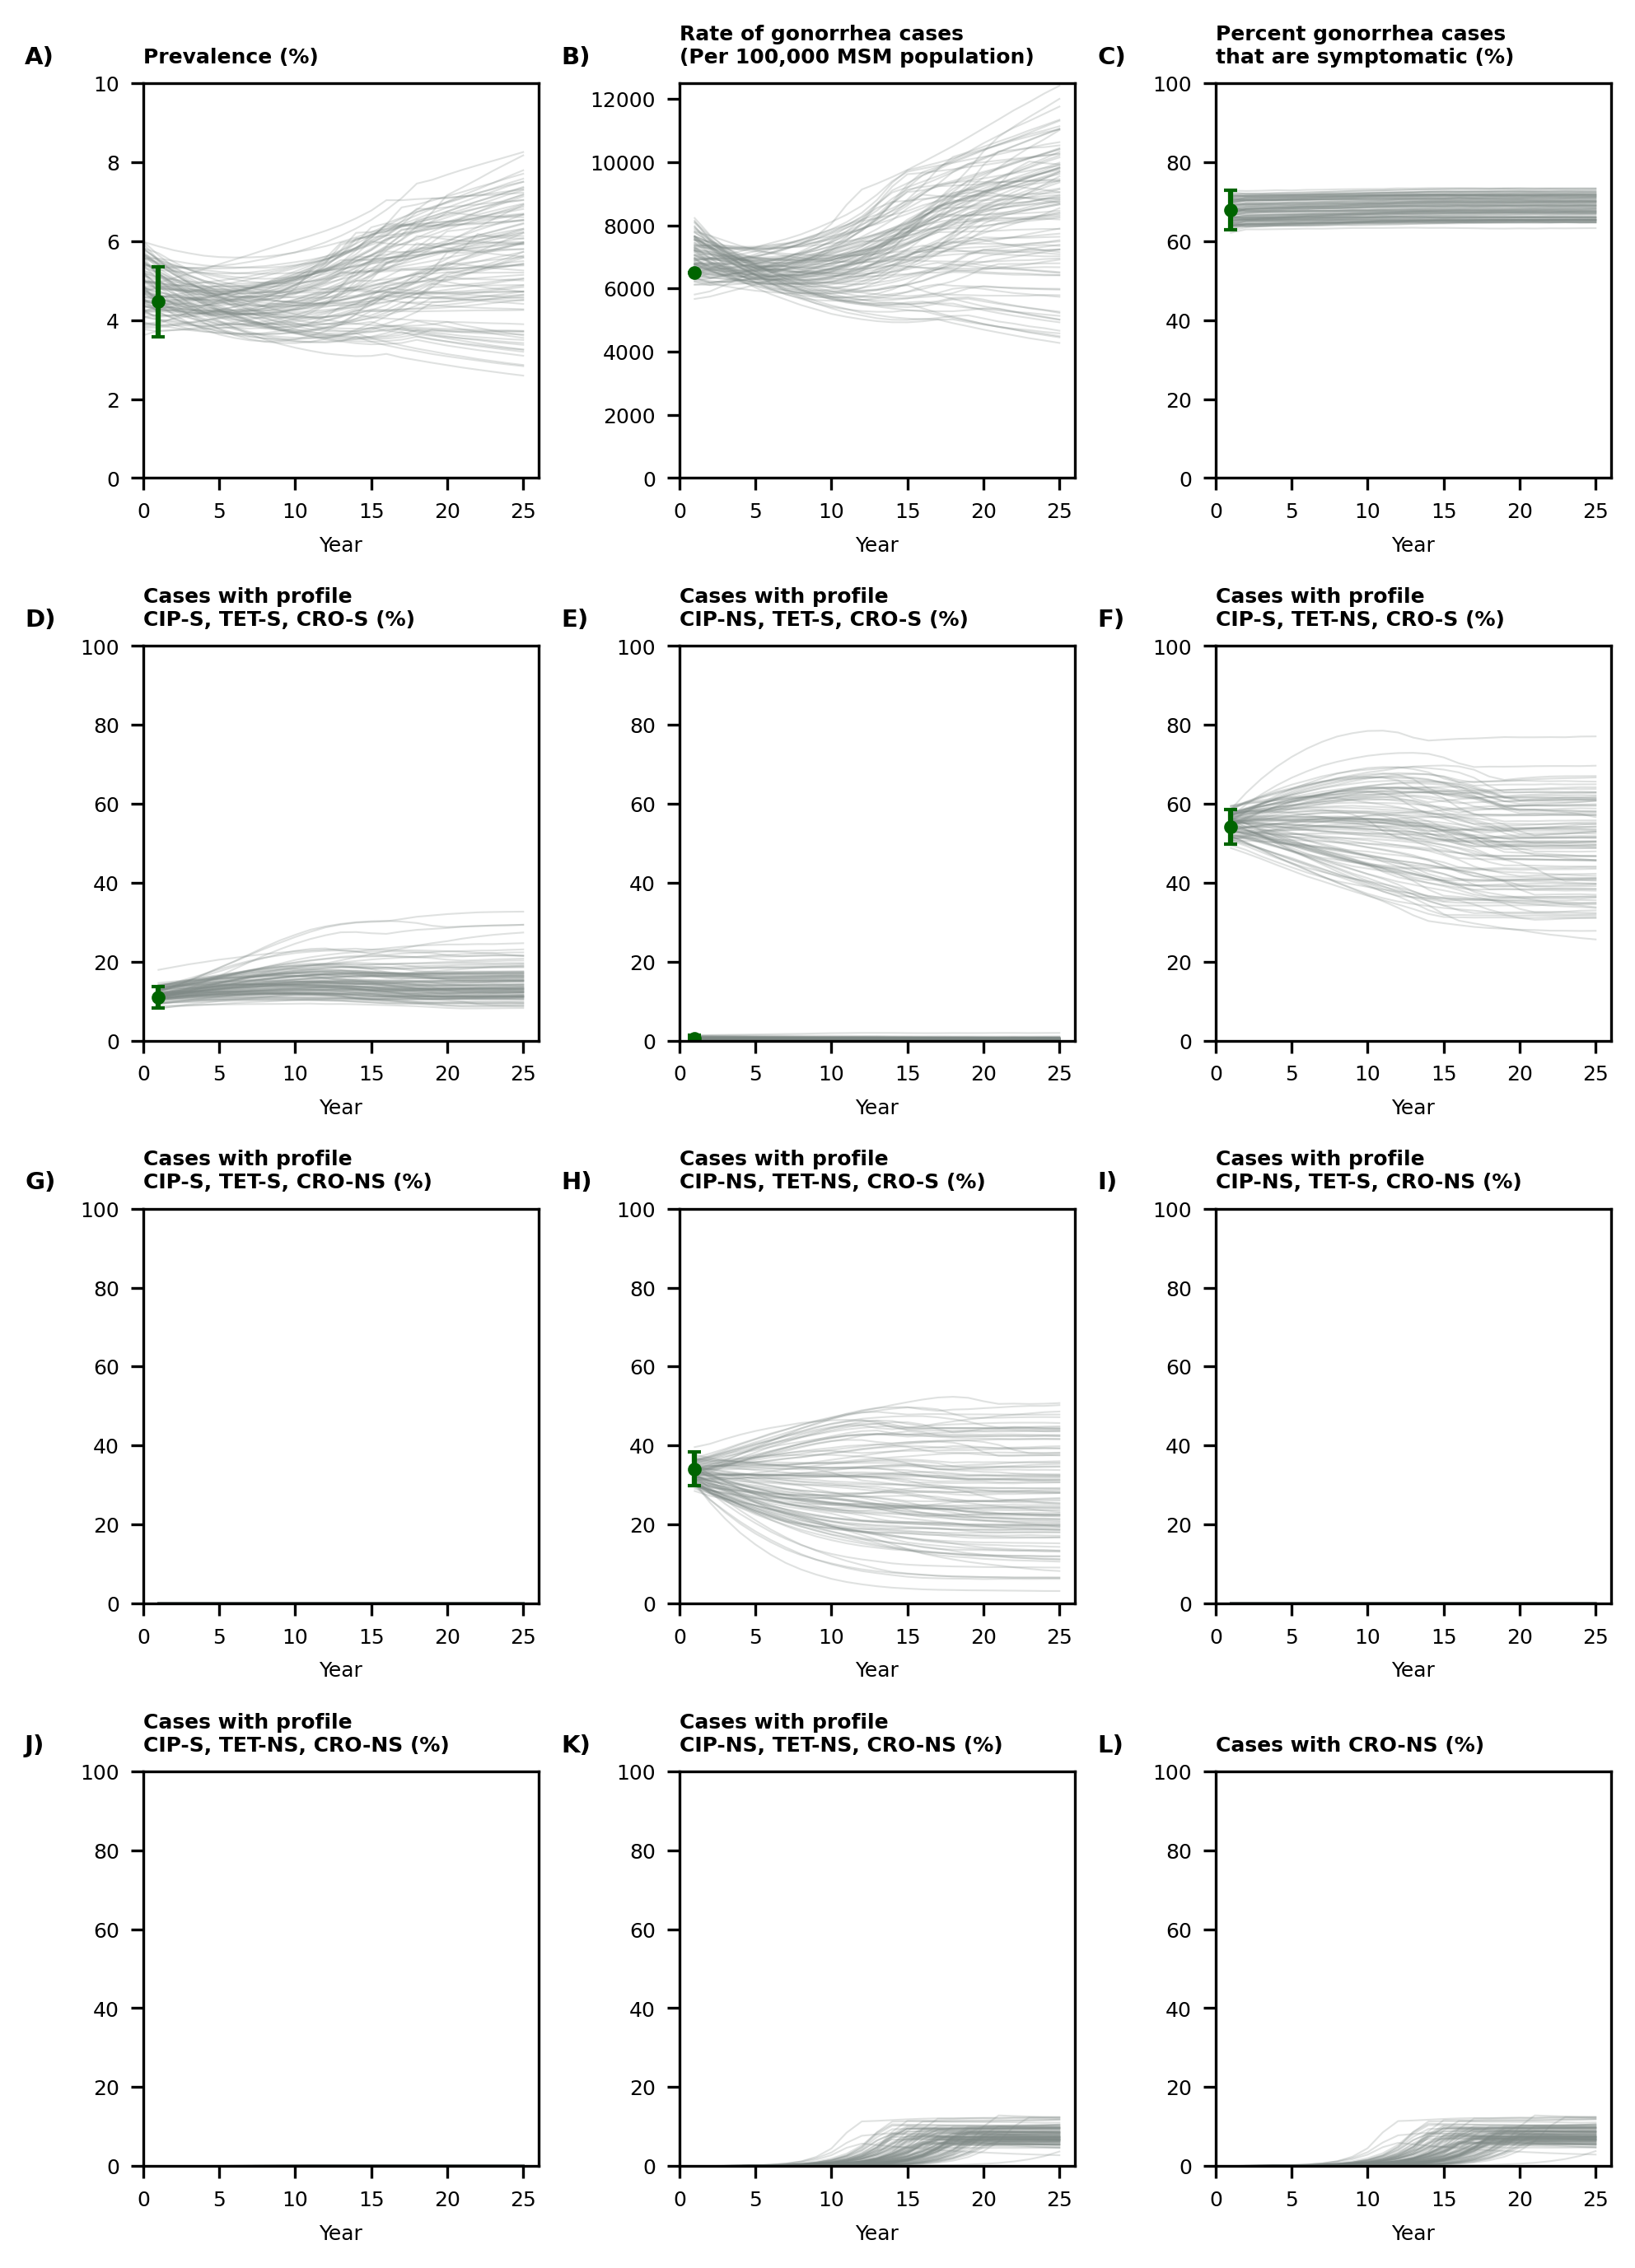 A)
Prevalence (%)
10
8
6
4
2
0
0 5 10 15 20 25
Year
B)
Rate of gonorrhea cases
(Per 100,000 MSM population)
12000
10000
8000
6000
4000
2000
0
0 5 10 15 20 25
Year
C)
Percent gonorrhea cases
that are symptomatic (%)
100
80
60
40
20
0
0 5 10 15 20 25
Year
D)
Cases with profile
CIP-S, TET-S, CRO-S (%)
100
80
60
40
20
0
0 5 10 15 20 25
Year
E)
Cases with profile
CIP-NS, TET-S, CRO-S (%)
100
80
60
40
20
0
0 5 10 15 20 25
Year
F)
Cases with profile
CIP-S, TET-NS, CRO-S (%)
100
80
60
40
20
0
0 5 10 15 20 25
Year
G)
Cases with profile
CIP-S, TET-S, CRO-NS (%)
100
80
60
40
20
0
0 5 10 15 20 25
Year
H)
Cases with profile
CIP-NS, TET-NS, CRO-S (%)
100
80
60
40
20
0
0 5 10 15 20 25
Year
I)
Cases with profile
CIP-NS, TET-S, CRO-NS (%)
100
80
60
40
20
0
0 5 10 15 20 25
Year
J)
Cases with profile
CIP-S, TET-NS, CRO-NS (%)
100
80
60
40
20
0
0 5 10 15 20 25
Year
K)
Cases with profile
CIP-NS, TET-NS, CRO-NS (%)
100
80
60
40
20
0
0 5 10 15 20 25
Year
L)
Cases with CRO-NS (%)
100
80
60
40
20
0
0 5 10 15 20 25
Year